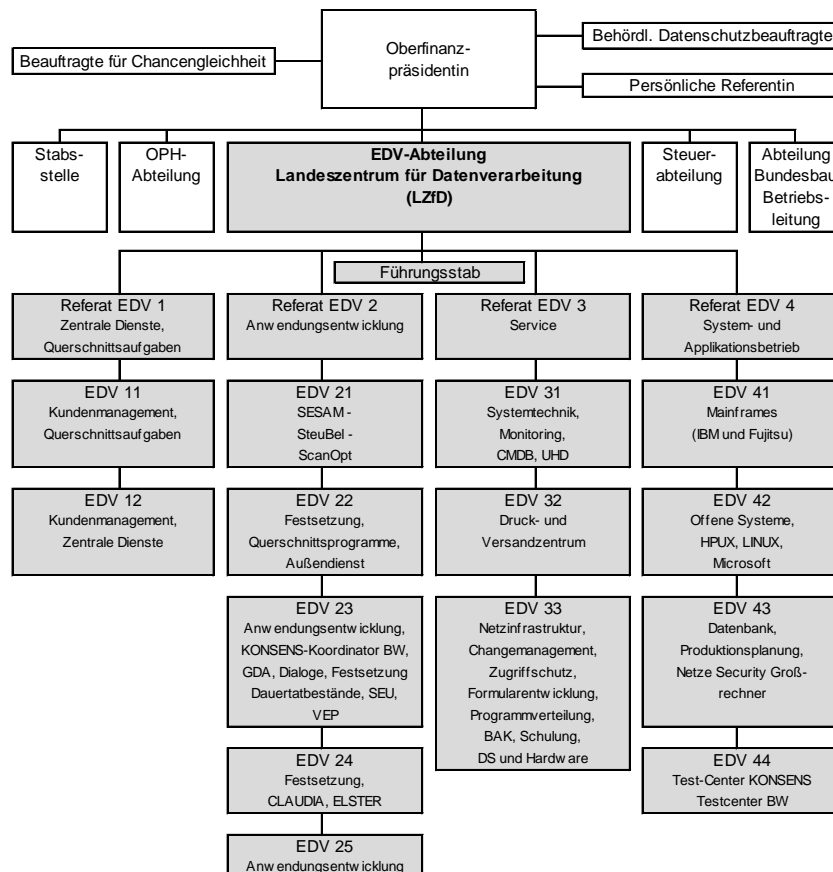 Oberfinanz-
präsidentin
Behördl. Datenschutzbeauftragte
Beauftragte für Chancengleichheit
Persönliche Referentin
Stabs-
stelle
OPH-
Abteilung
EDV-Abteilung
Landeszentrum für Datenverarbeitung
(LZfD)
Steuer-
abteilung
Abteilung
Bundesbau
Betriebs-
leitung
Führungsstab
Referat EDV 1
Zentrale Dienste,
Querschnittsaufgaben
Referat EDV 2
Anwendungsentwicklung
Referat EDV 3
Service
Referat EDV 4
System- und
Applikationsbetrieb
EDV 11
Kundenmanagement,
Querschnittsaufgaben
EDV 21
SESAM -
SteuBel -
ScanOpt
EDV 31
Systemtechnik,
Monitoring,
CMDB, UHD
EDV 41
Mainframes
(IBM und Fujitsu)
EDV 12
Kundenmanagement,
Zentrale Dienste
EDV 22
Festsetzung,
Querschnittsprogramme,
Außendienst
EDV 32
Druck- und
Versandzentrum
EDV 42
Offene Systeme,
HPUX, LINUX,
Microsoft
EDV 23
Anwendungsentwicklung,
KONSENS-Koordinator BW,
GDA, Dialoge, Festsetzung
Dauertatbestände, SEU,
VEP
EDV 33
Netzinfrastruktur,
Changemanagement,
Zugriffschutz,
Formularentwicklung,
Programmverteilung,
BAK, Schulung,
DS und Hardware
EDV 43
Datenbank,
Produktionsplanung,
Netze Security Groß-
rechner
EDV 24
Festsetzung,
CLAUDIA, ELSTER
EDV 44
Test-Center KONSENS
Testcenter BW
EDV 25
Anwendungsentwicklung